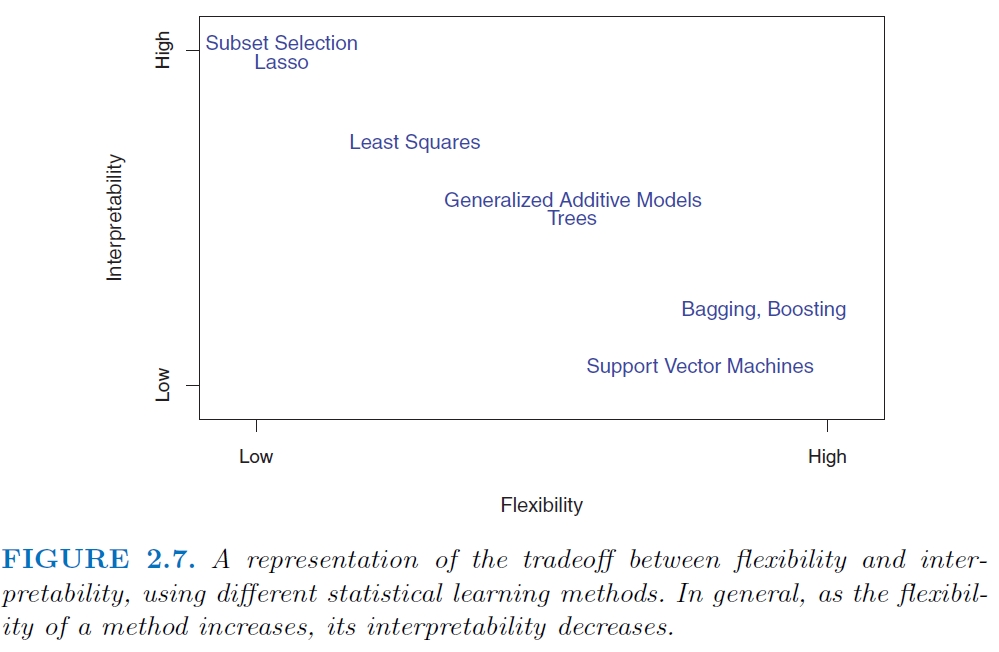 High
Subset Selection
Lasso
Least Squares
Interpretability
Generalized Additive Models
Trees
Bagging, Boosting
Support Vector Machines
Low
Low High
Flexibility
FIGURE 2.7. A representation of the tradeoff between flexibility and inter-
pretability, using different statistical learning methods. In general, as the flexibil-
ity of a method increases, its interpretability decreases.